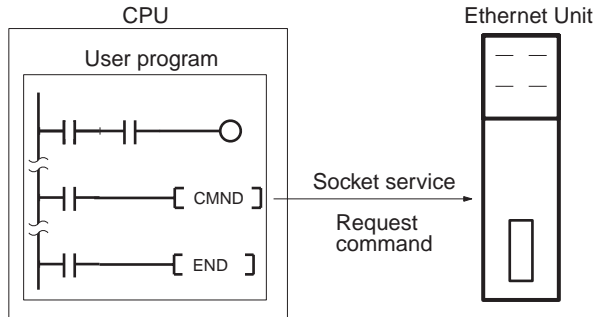 CPU
Ethernet Unit
User program
CMND
Socket service
Request
command
END